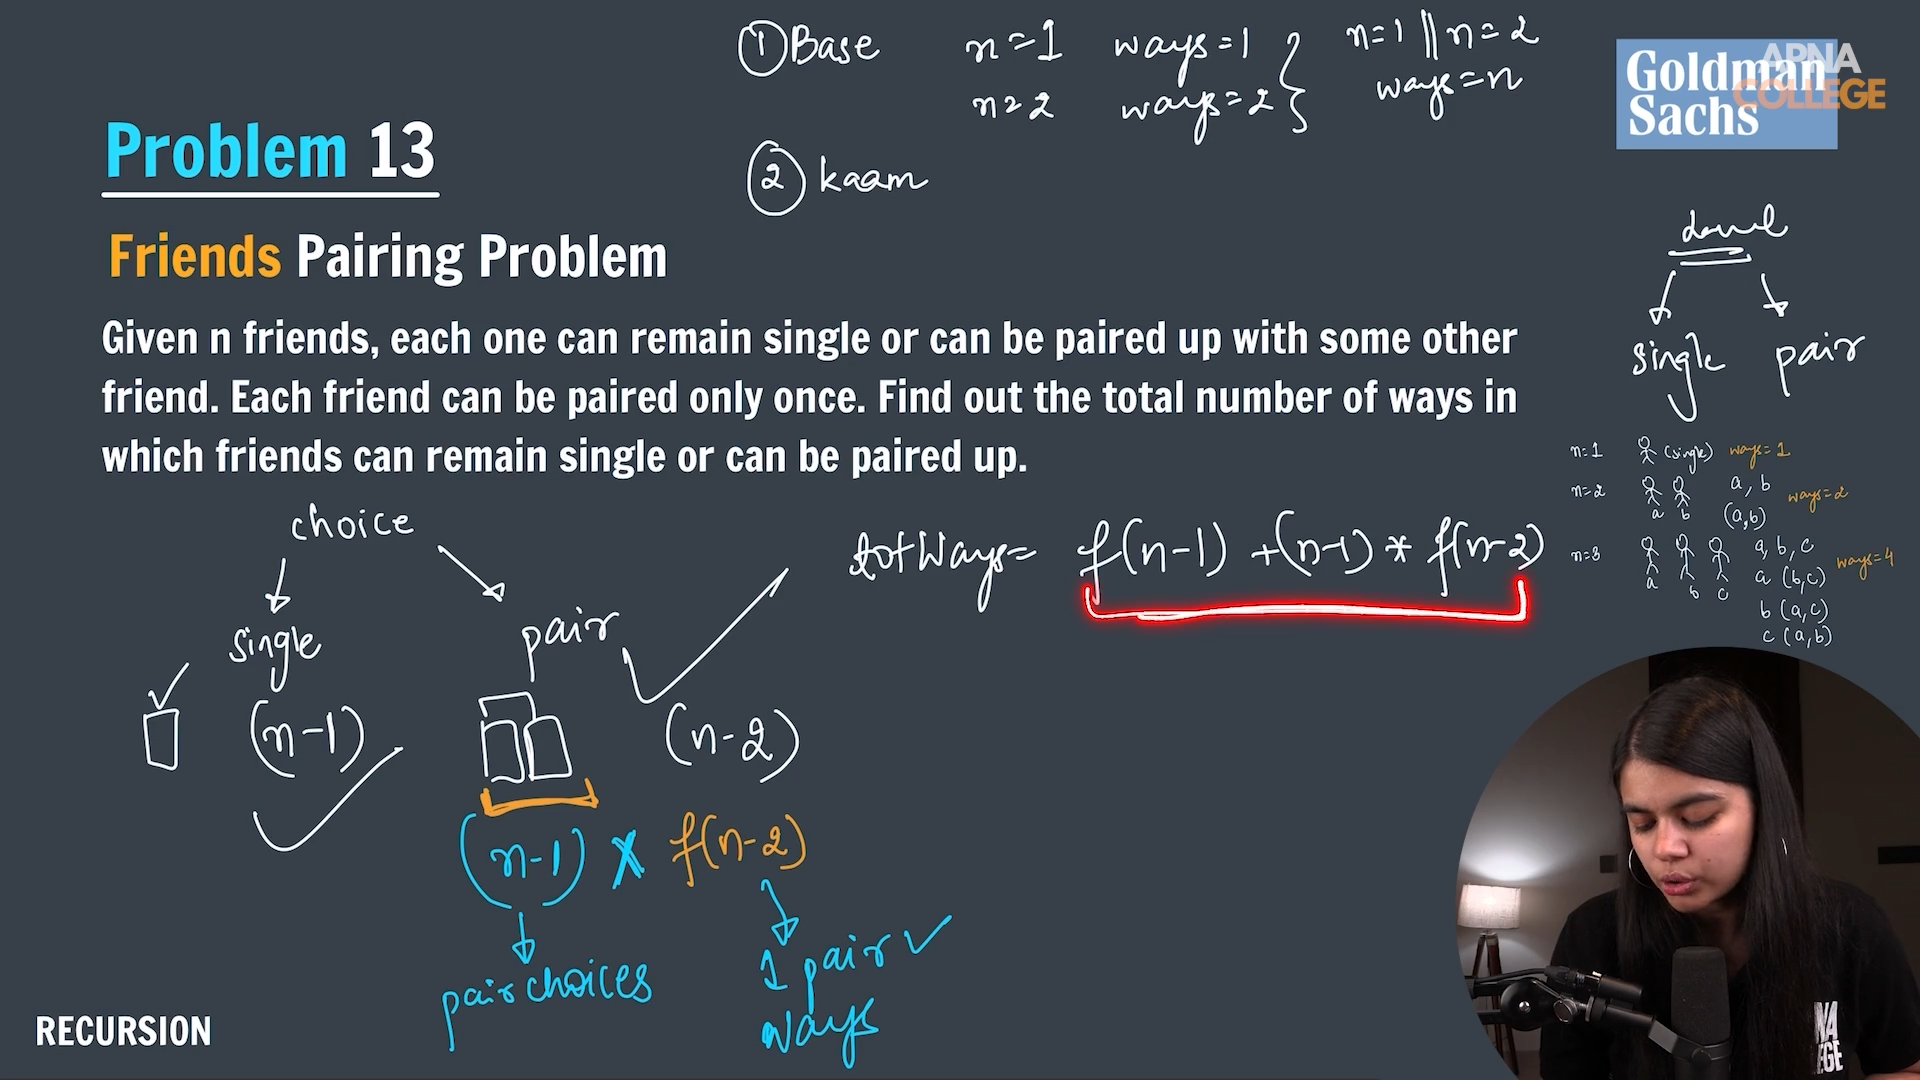 ① Base n=1 ways=1 } n=1 || n=2
n=2 ways=2 ways=n
② kaam
Goldman
Sachs
APNA
COLLEGE
Problem 13
Friends Pairing Problem
Given n friends, each one can remain single or can be paired up with some other
friend. Each friend can be paired only once. Find out the total number of ways in
which friends can remain single or can be paired up.
single pair
n=1 (single) ways=1
n=2 a, b ways=2
a b (a,b)
n=3 a, b, c ways=4
a b c a (b,c)
b (a,c)
c (a,b)
choice
single pair
totWays= f(n-1) +(n-1)* f(n-2)
(n-1) (n-2)
(n-1) x f(n-2)
pair choices
1 pair
ways
RECURSION